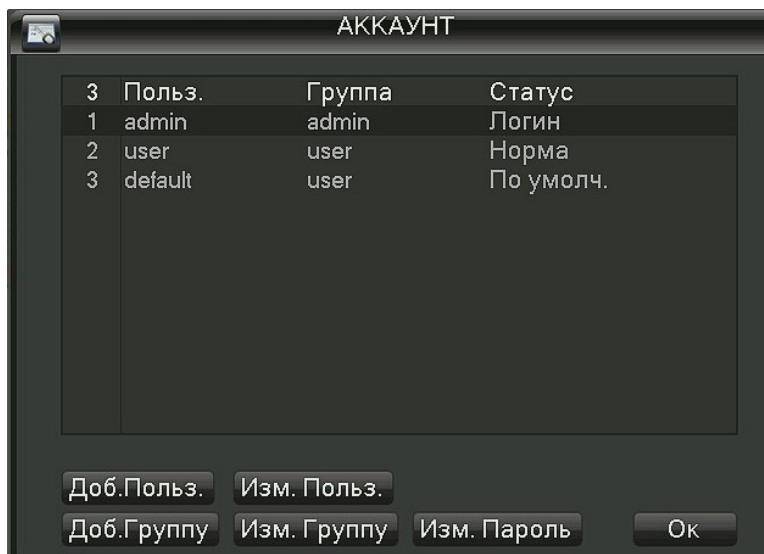 АККАУНТ
3 Польз. Группа Статус
1 admin admin Логин
2 user user Норма
3 default user По умолч.
Доб.Польз. Изм. Польз.
Доб.Группу Изм. Группу Изм. Пароль Ок